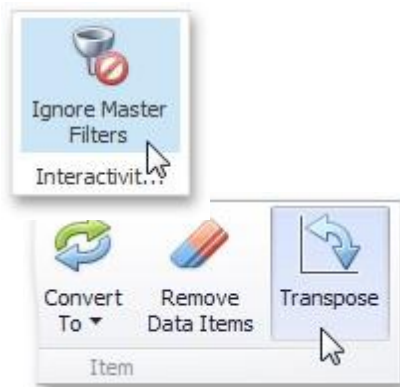 Ignore Master
Filters
Interactivit...
Convert
To
Remove
Data Items
Transpose
Item